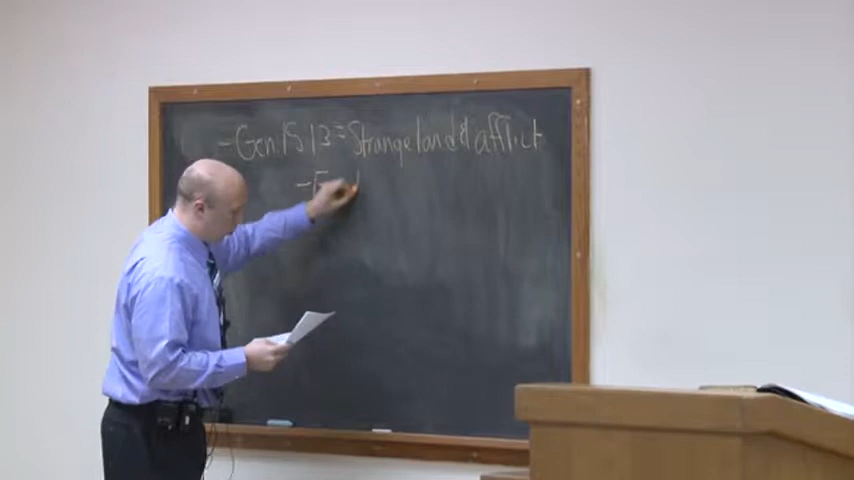 - Gen. 15:13 = Strange land & afflict